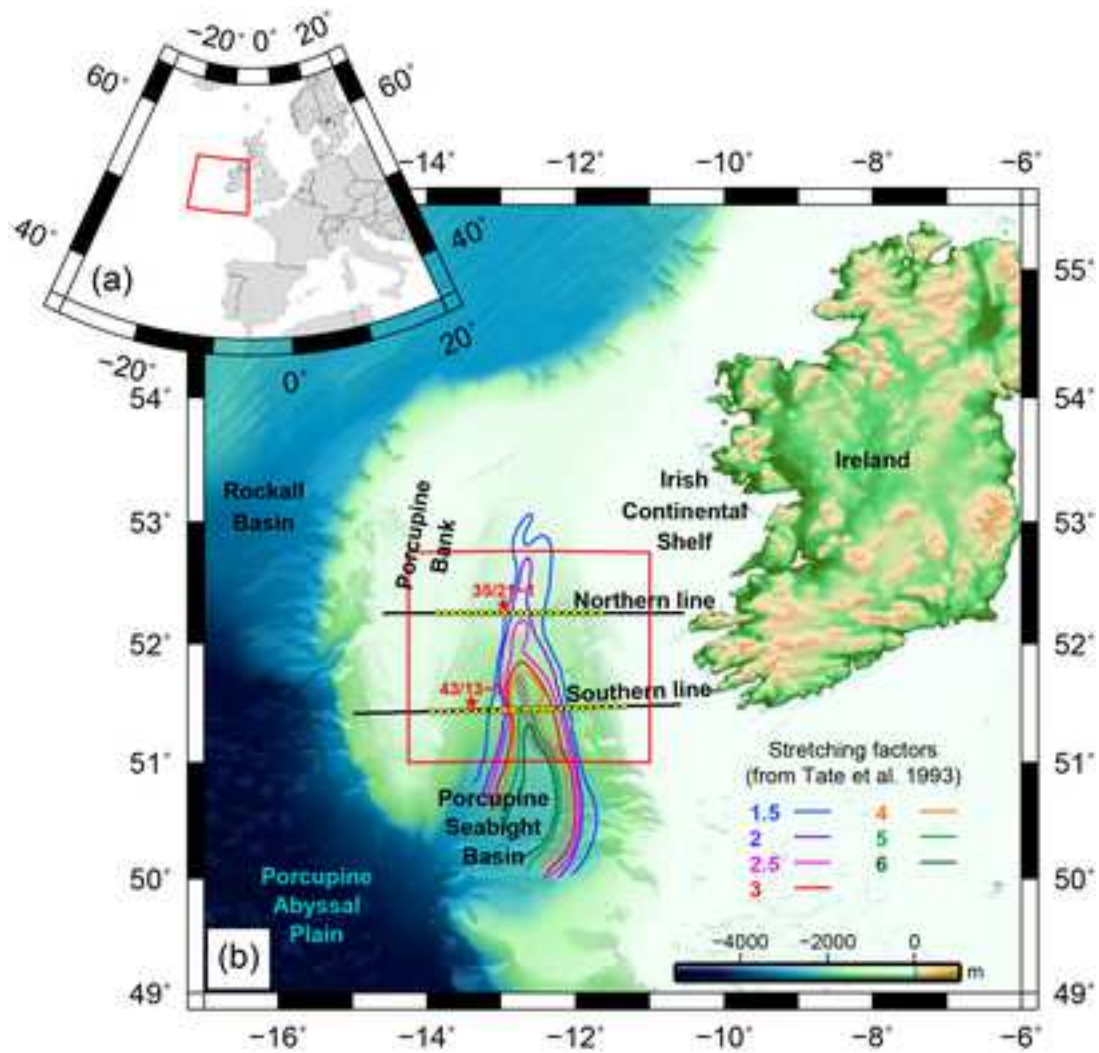 −20° 0° 20°
60° 60°
40° 40°
(a)
−20° 0° 20°
−14° −12° −10° −8° −6°
55° 55°
54° 54°
53° 53°
52° 52°
51° 51°
50° 50°
49° 49°
−16° −14° −12° −10° −8° −6°
Rockall
Basin
Porcupine
Bank
Irish
Continental
Shelf
Ireland
Northern line
43/13−
Southern line
Porcupine
Seabight
Basin
Porcupine
Abyssal
Plain
(b)
Stretching factors
(from Tate et al. 1993)
1.5 4
2 5
2.5 6
3
−4000 −2000 0
m